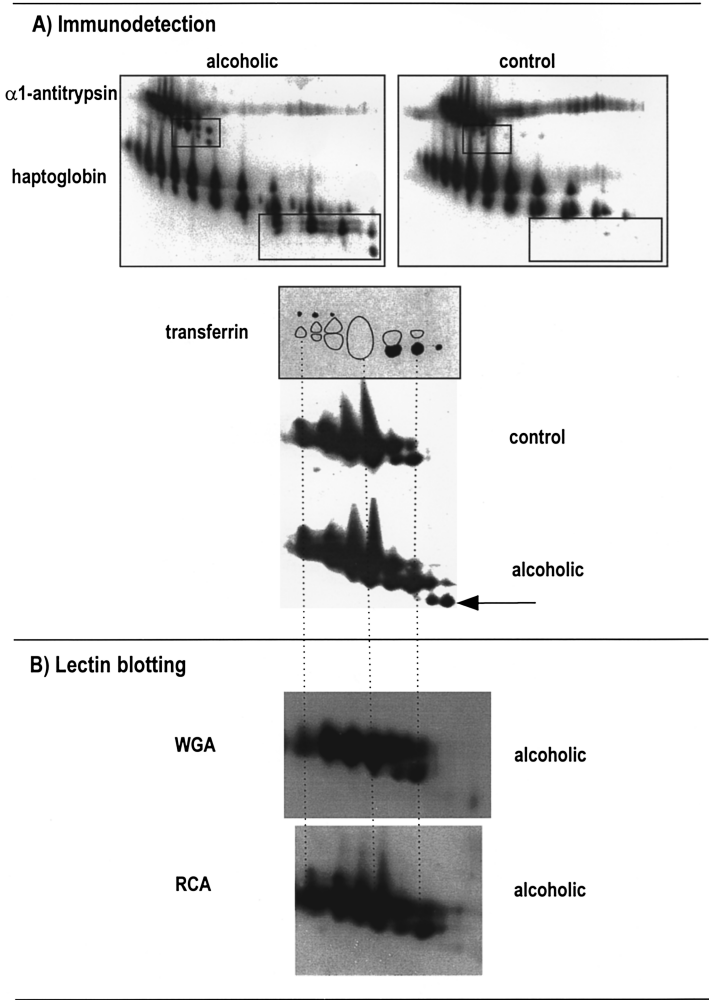 A) Immunodetection
alcoholic control
α1-antitrypsin
haptoglobin
transferrin
control
alcoholic
B) Lectin blotting
WGA alcoholic
RCA alcoholic